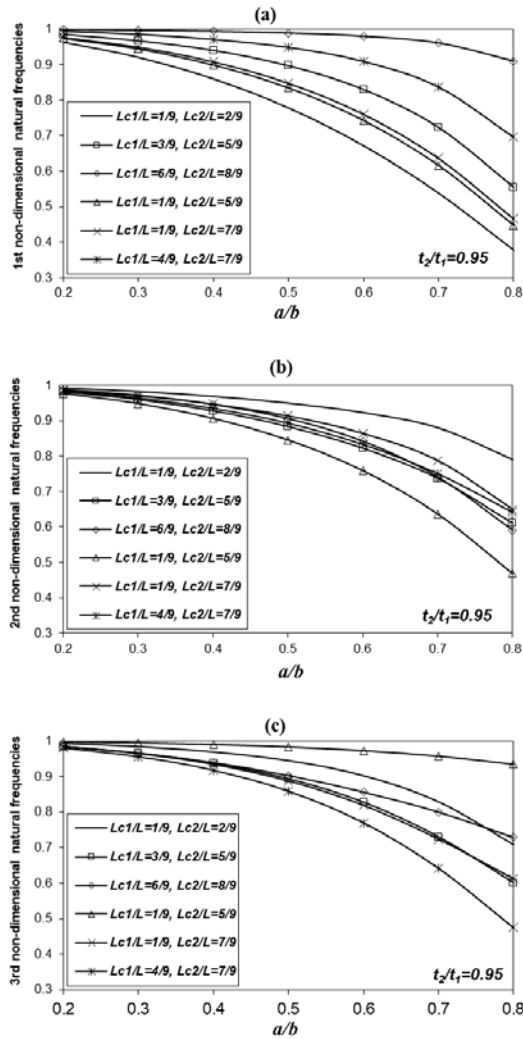 (a)
1st non-dimensional natural frequencies
1
0.9
0.8
0.7
0.6
0.5
0.4
0.3
Lc1/L=1/9, Lc2/L=2/9
Lc1/L=3/9, Lc2/L=5/9
Lc1/L=6/9, Lc2/L=8/9
Lc1/L=1/9, Lc2/L=5/9
Lc1/L=1/9, Lc2/L=7/9
Lc1/L=4/9, Lc2/L=7/9
t2/t1=0.95
0.2 0.3 0.4 0.5 0.6 0.7 0.8
a/b
(b)
2nd non-dimensional natural frequencies
1
0.9
0.8
0.7
0.6
0.5
0.4
0.3
Lc1/L=1/9, Lc2/L=2/9
Lc1/L=3/9, Lc2/L=5/9
Lc1/L=6/9, Lc2/L=8/9
Lc1/L=1/9, Lc2/L=5/9
Lc1/L=1/9, Lc2/L=7/9
Lc1/L=4/9, Lc2/L=7/9
t2/t1=0.95
0.2 0.3 0.4 0.5 0.6 0.7 0.8
a/b
(c)
3rd non-dimensional natural frequencies
1
0.9
0.8
0.7
0.6
0.5
0.4
0.3
Lc1/L=1/9, Lc2/L=2/9
Lc1/L=3/9, Lc2/L=5/9
Lc1/L=6/9, Lc2/L=8/9
Lc1/L=1/9, Lc2/L=5/9
Lc1/L=1/9, Lc2/L=7/9
Lc1/L=4/9, Lc2/L=7/9
t2/t1=0.95
0.2 0.3 0.4 0.5 0.6 0.7 0.8
a/b